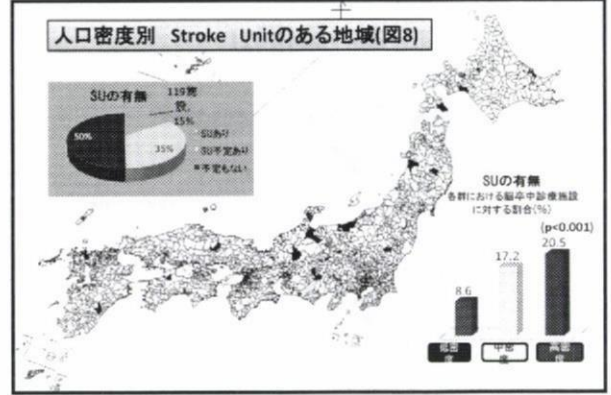 人口密度別 Stroke Unitのある地域(図8)
SUの有無
119施
設,
15%
50%
35%
SUあり
SU不定あり
不定もない
SUの有無
各群における脳卒中診療施設
に対する割合(%)
(p<0.001)
20.5
17.2
8.6
低密
度
中密
度
高密
度